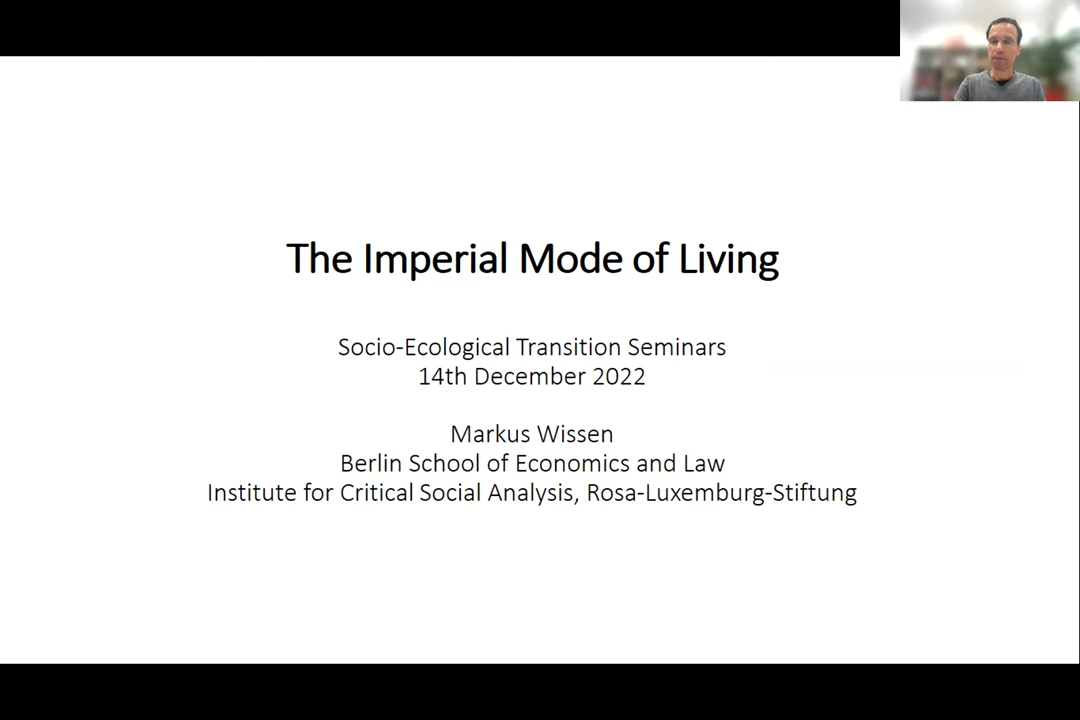 The Imperial Mode of Living
Socio-Ecological Transition Seminars
14th December 2022
Markus Wissen
Berlin School of Economics and Law
Institute for Critical Social Analysis, Rosa-Luxemburg-Stiftung